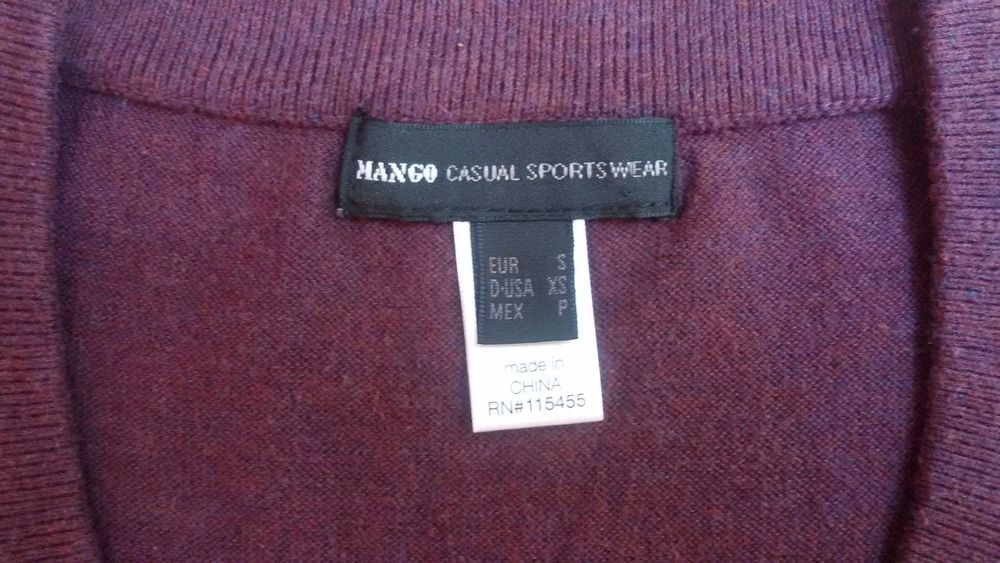 MANGO CASUAL SPORTSWEAR
EUR S
D-USA XS
MEX P
made in
CHINA
RN#115455